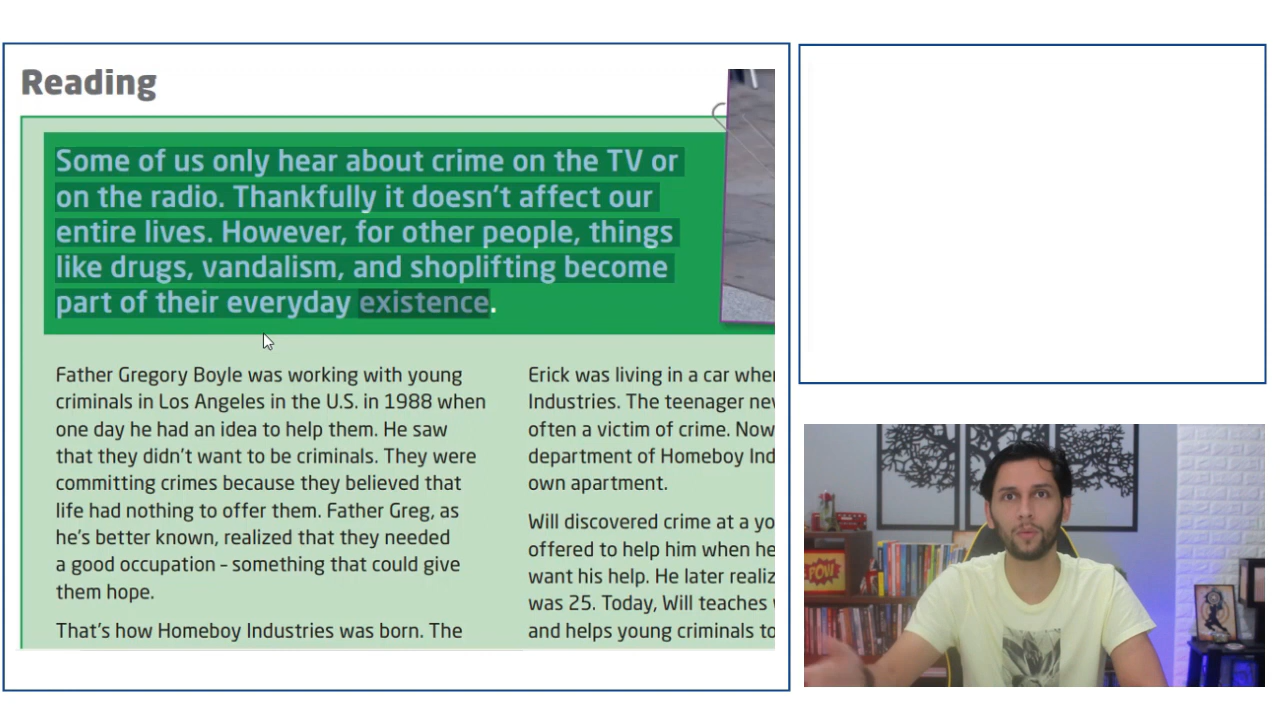 Reading
Some of us only hear about crime on the TV or
on the radio. Thankfully it doesn't affect our
entire lives. However, for other people, things
like drugs, vandalism, and shoplifting become
part of their everyday existence.
Father Gregory Boyle was working with young
criminals in Los Angeles in the U.S. in 1988 when
one day he had an idea to help them. He saw
that they didn't want to be criminals. They were
committing crimes because they believed that
life had nothing to offer them. Father Greg, as
he's better known, realized that they needed
a good occupation – something that could give
them hope.
That's how Homeboy Industries was born. The
Erick was living in a car
Industries. The teenager
often a victim of crime. Now
department of Homeboy
own apartment.
Will discovered crime at a
offered to help him when he
want his help. He later
was 25. Today, Will teaches
and helps young criminals to
POW